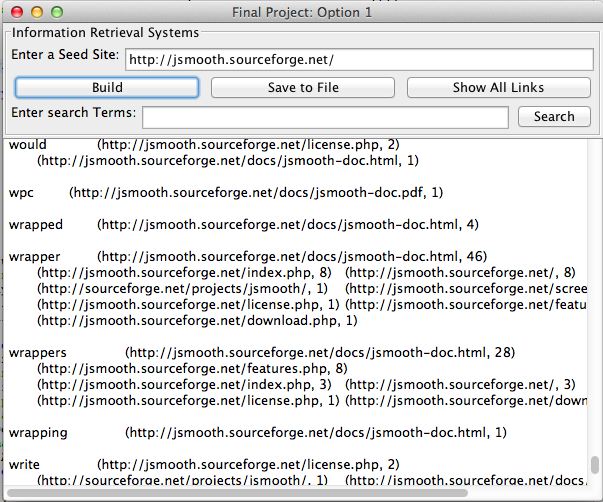 Final Project: Option 1
Information Retrieval Systems
Enter a Seed Site: http://jsmooth.sourceforge.net/
Build Save to File Show All Links
Enter search Terms: Search
would (http://jsmooth.sourceforge.net/license.php, 2)
(http://jsmooth.sourceforge.net/docs/jsmooth-doc.html, 1)
wpc (http://jsmooth.sourceforge.net/docs/jsmooth-doc.pdf, 1)
wrapped (http://jsmooth.sourceforge.net/docs/jsmooth-doc.html, 4)
wrapper (http://jsmooth.sourceforge.net/docs/jsmooth-doc.html, 46)
(http://jsmooth.sourceforge.net/index.php, 8) (http://jsmooth.sourceforge.net/, 8)
(http://sourceforge.net/projects/jsmooth/, 1) (http://jsmooth.sourceforge.net/scree
(http://jsmooth.sourceforge.net/license.php, 1) (http://jsmooth.sourceforge.net/featu
(http://jsmooth.sourceforge.net/download.php, 1)
wrappers (http://jsmooth.sourceforge.net/docs/jsmooth-doc.html, 28)
(http://jsmooth.sourceforge.net/features.php, 8)
(http://jsmooth.sourceforge.net/index.php, 3) (http://jsmooth.sourceforge.net/, 3)
(http://jsmooth.sourceforge.net/license.php, 1) (http://jsmooth.sourceforge.net/down
wrapping (http://jsmooth.sourceforge.net/docs/jsmooth-doc.html, 1)
write (http://jsmooth.sourceforge.net/license.php, 2)
(http://sourceforge.net/projects/jsmooth/, 1) (http://jsmooth.sourceforge.net/docs/